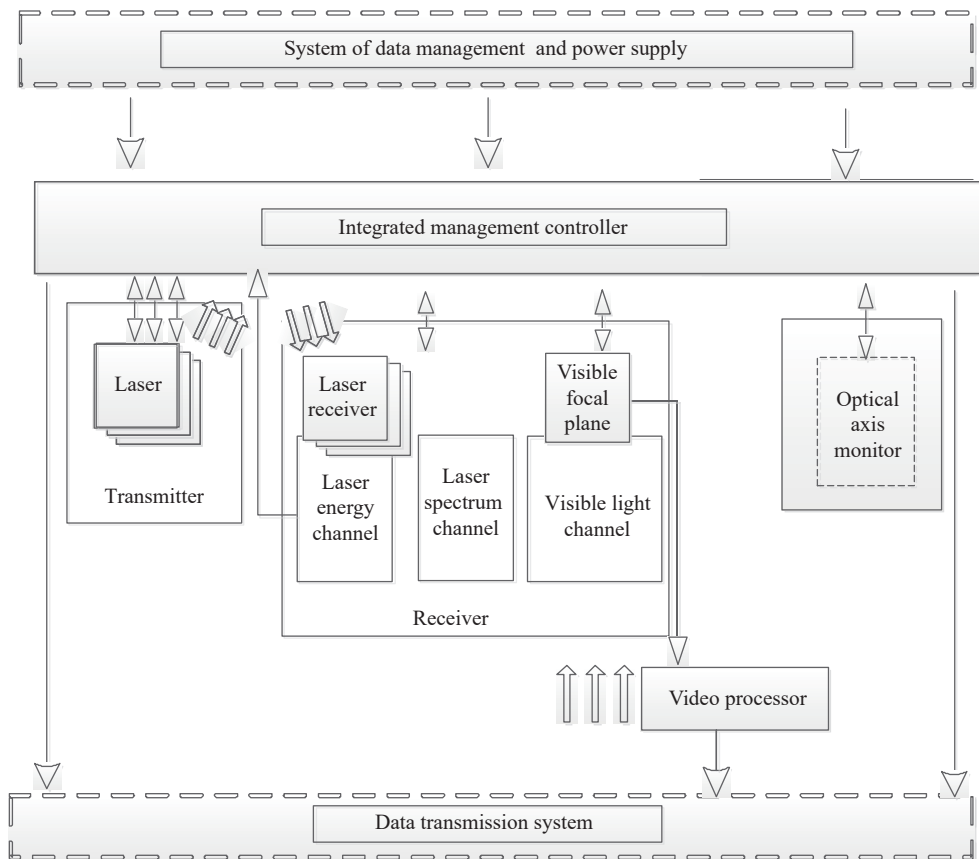 System of data management and power supply
Integrated management controller
Laser
Transmitter
Laser
receiver
Laser
energy
channel
Laser
spectrum
channel
Visible
focal
plane
Visible light
channel
Receiver
Optical
axis
monitor
Video processor
Data transmission system